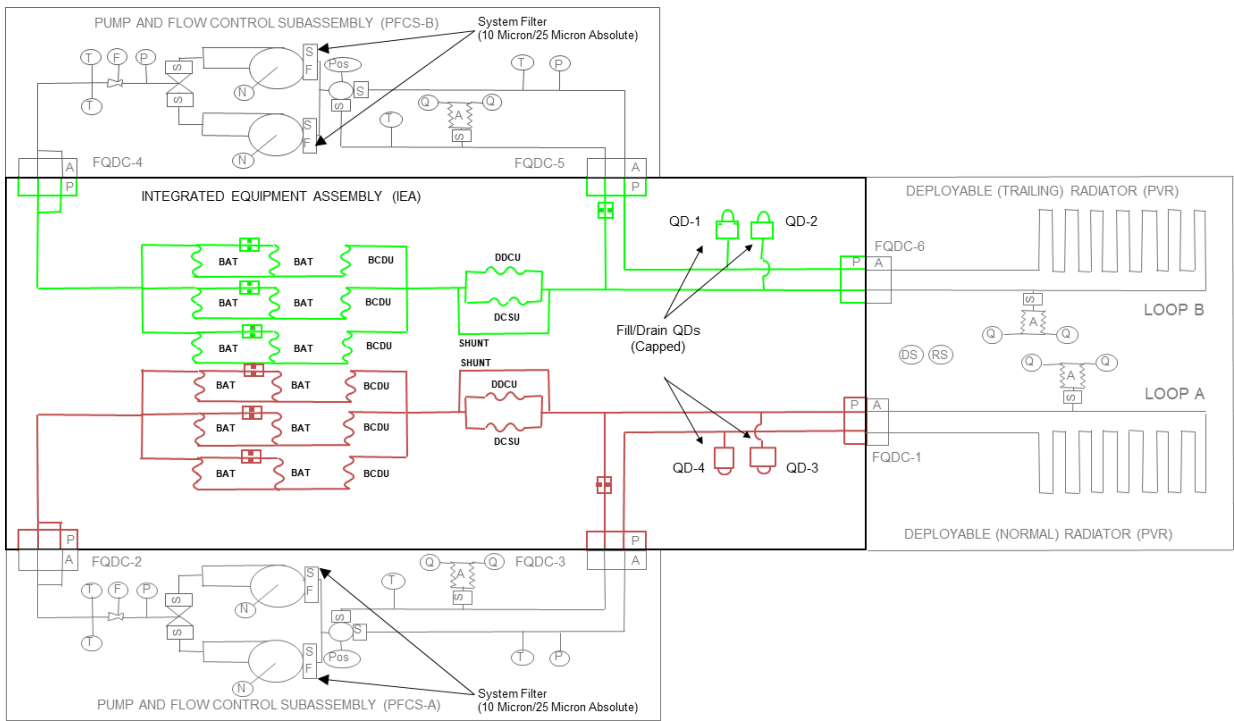 PUMP AND FLOW CONTROL SUBASSEMBLY (PFCS-B)
System Filter
(10 Micron/25 Micron Absolute)
T
F
P
S
S
T
S
F
N
S
F
N
Pos
S
S
T
Q
Q
A
S
T
P
FQDC-4
A
P
FQDC-5
A
P
INTEGRATED EQUIPMENT ASSEMBLY (IEA)
BAT
BAT
BCDU
BAT
BAT
BCDU
BAT
BAT
BCDU
DDCU
DCSU
SHUNT
QD-1
QD-2
Fill/Drain QDs
(Capped)
FQDC-6
P
A
DEPLOYABLE (TRAILING) RADIATOR (PVR)
LOOP B
S
A
Q
Q
DS
RS
Q
Q
A
S
LOOP A
SHUNT
BAT
BAT
BCDU
BAT
BAT
BCDU
BAT
BAT
BCDU
DDCU
DCSU
QD-4
QD-3
P
A
FQDC-1
DEPLOYABLE (NORMAL) RADIATOR (PVR)
P
A
FQDC-2
FQDC-3
P
A
T
F
P
S
S
T
S
F
N
S
F
N
S
S
Pos
T
Q
Q
A
S
T
P
System Filter
(10 Micron/25 Micron Absolute)
PUMP AND FLOW CONTROL SUBASSEMBLY (PFCS-A)